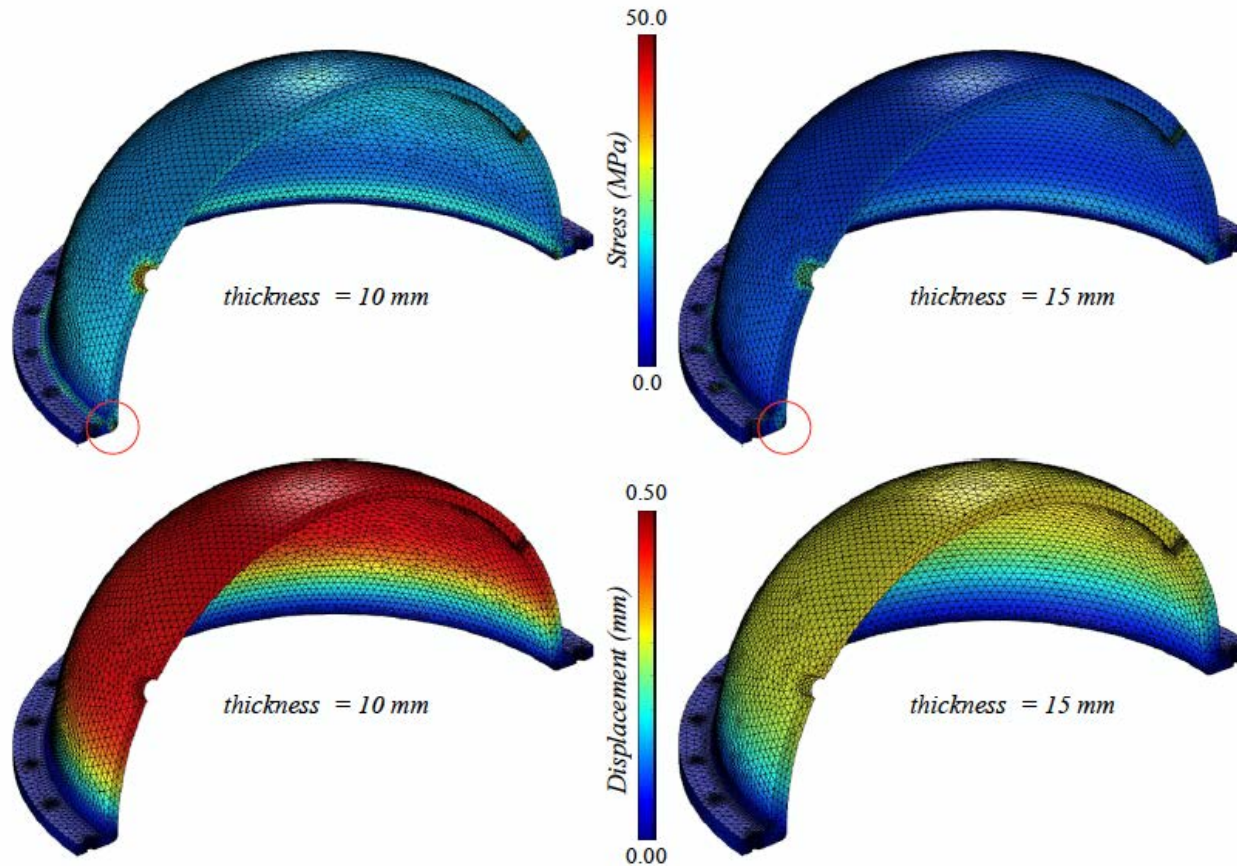 50.0
Stress (MPa)
thickness = 10 mm
thickness = 15 mm
0.0
0.50
Displacement (mm)
thickness = 10 mm
thickness = 15 mm
0.00